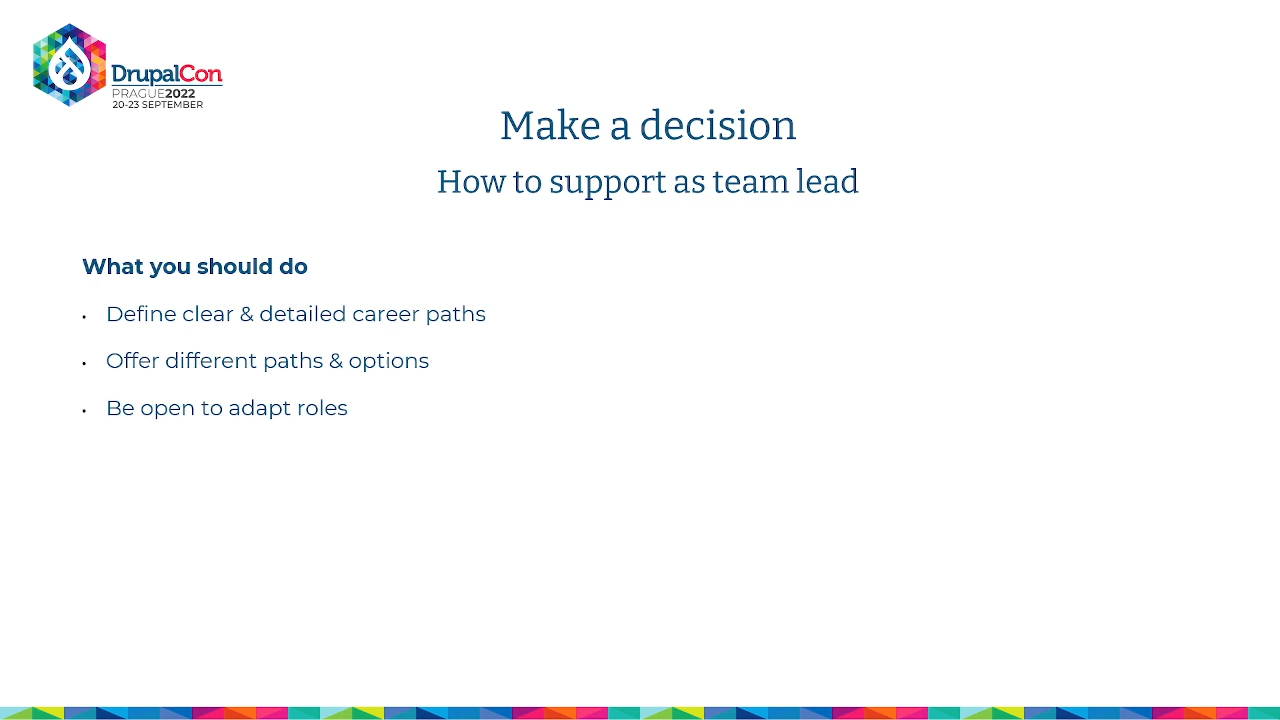 DrupalCon
PRAGUE2022
20-23 SEPTEMBER
Make a decision
How to support as team lead
What you should do
• Define clear & detailed career paths
• Offer different paths & options
• Be open to adapt roles